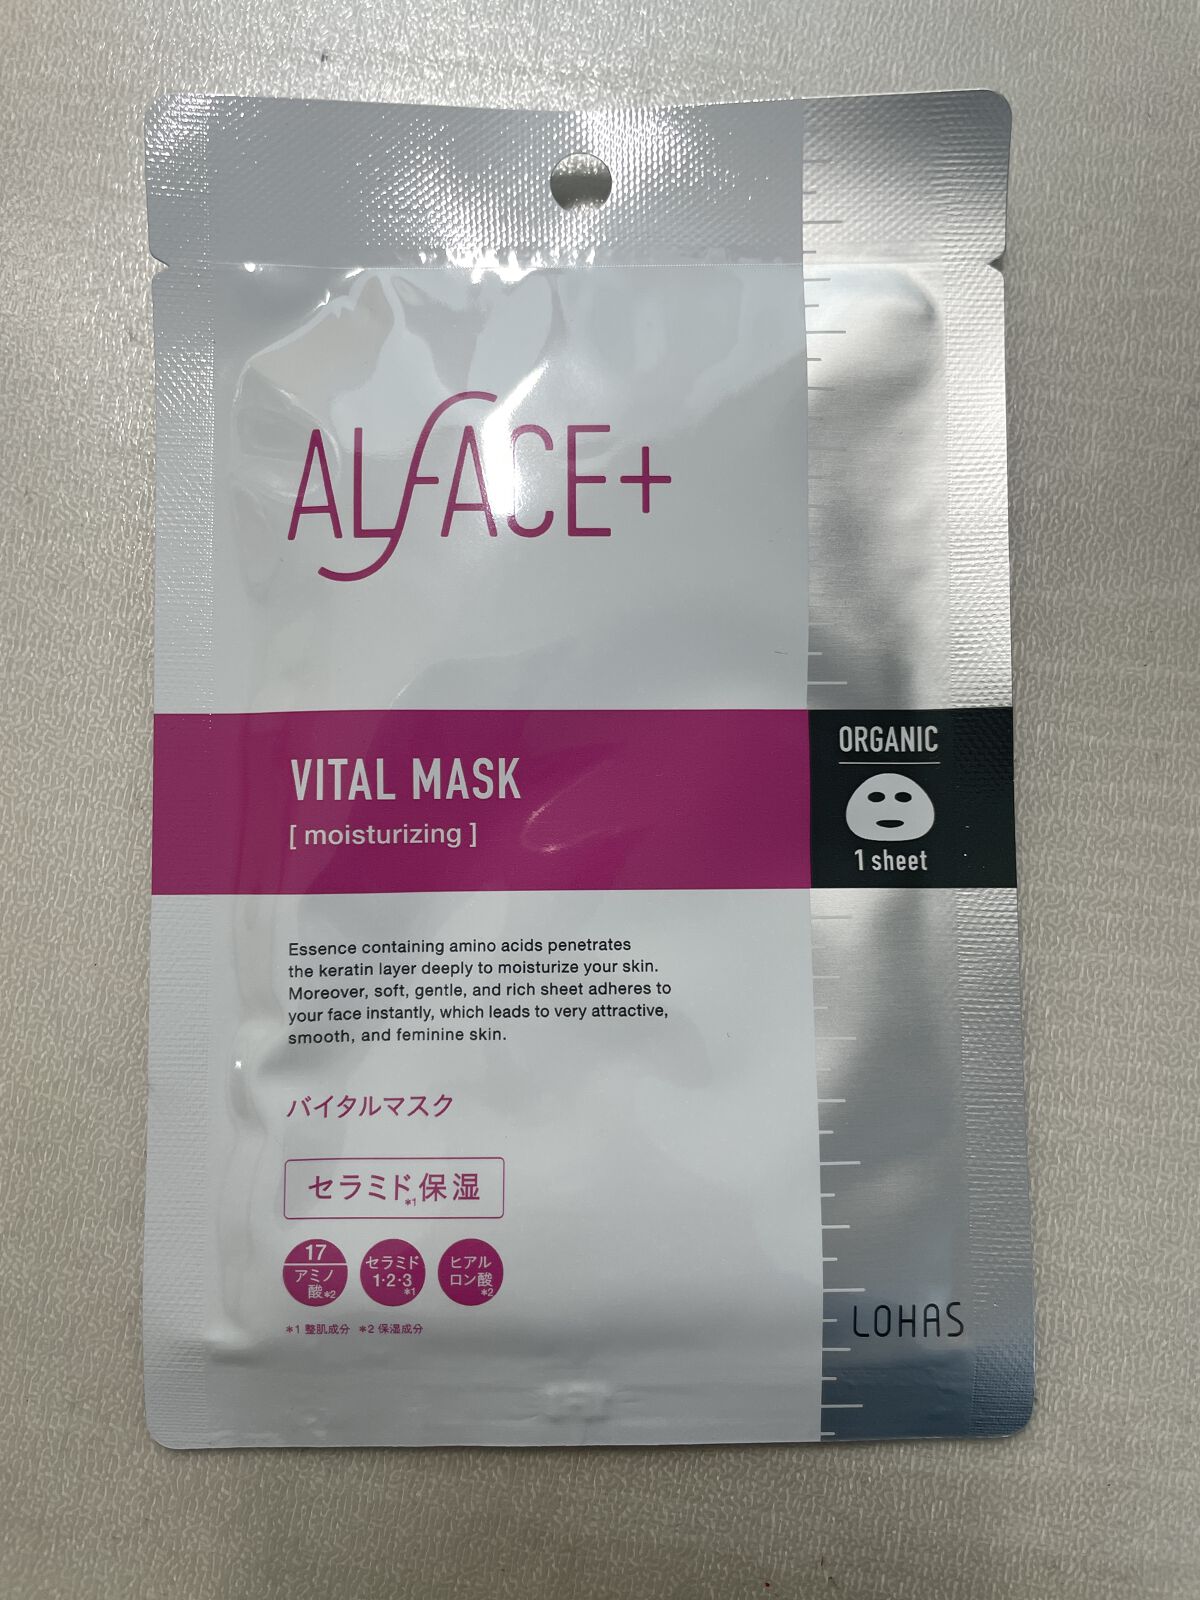 ALFACE+
VITAL MASK
[ moisturizing ]
ORGANIC
1 sheet
Essence containing amino acids penetrates
the keratin layer deeply to moisturize your skin.
Moreover, soft, gentle, and rich sheet adheres to
your face instantly, which leads to very attractive,
smooth, and feminine skin.
バイタルマスク
セラミド*1保湿
17
アミノ
酸*2
セラミド
1・2・3
*1
ヒアル
ロン酸
*2
*1 整肌成分 *2 保湿成分
LOHAS